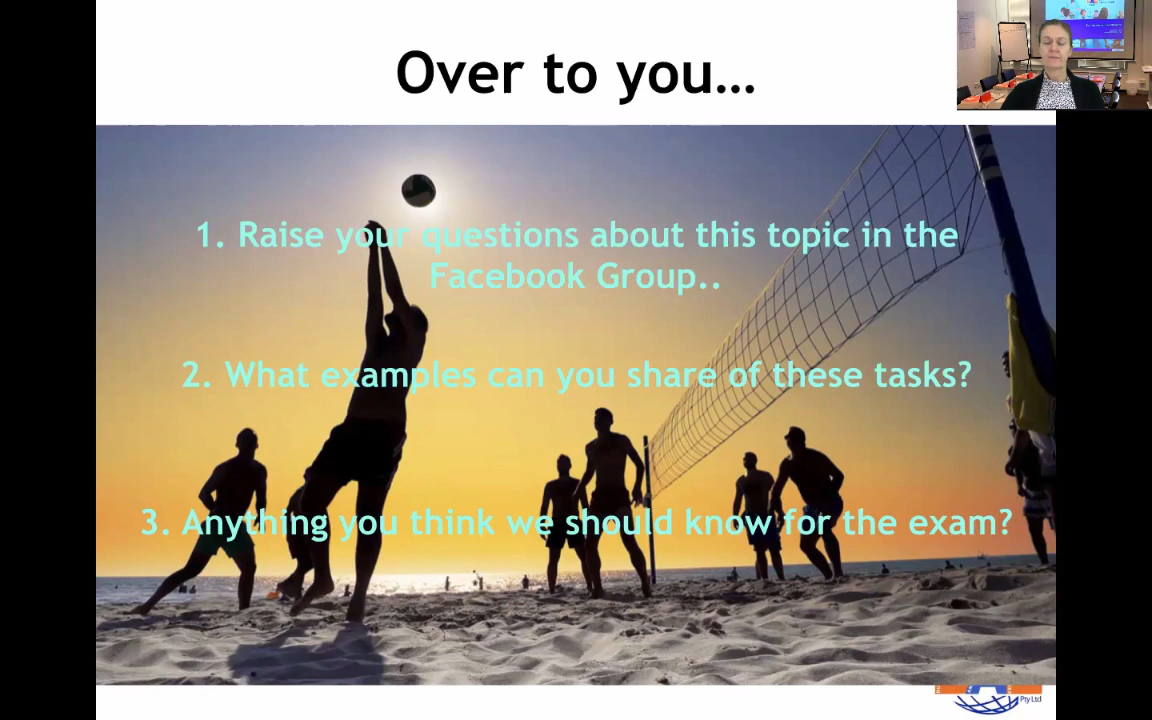 Over to you…
1. Raise your questions about this topic in the
Facebook Group..
2. What examples can you share of these tasks?
3. Anything you think we should know for the exam?
Pty Ltd